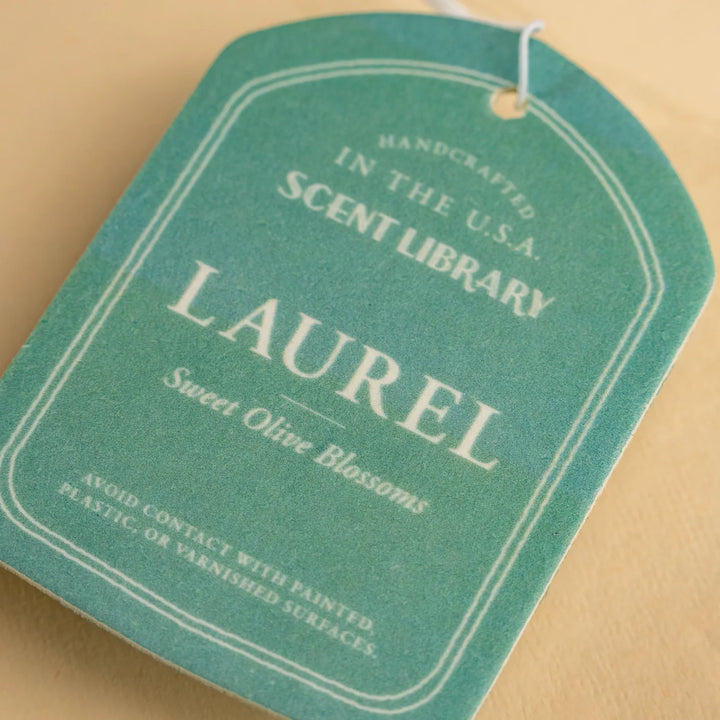 HANDCRAFTED
IN THE U.S.A.
SCENT LIBRARY
LAUREL
Sweet Olive Blossoms
AVOID CONTACT WITH PAINTED,
PLASTIC, OR VARNISHED SURFACES.